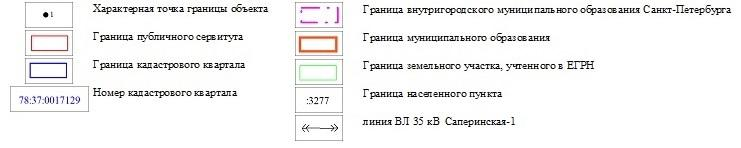 1 Характерная точка границы объекта
Граница публичного сервитута
Граница кадастрового квартала
78:37:0017129 Номер кадастрового квартала
Граница внутригородского муниципального образования Санкт-Петербурга
Граница муниципального образования
Граница земельного участка, учтенного в ЕГРН
:3277 Граница населенного пункта
линия ВЛ 35 кВ Саперинская-1